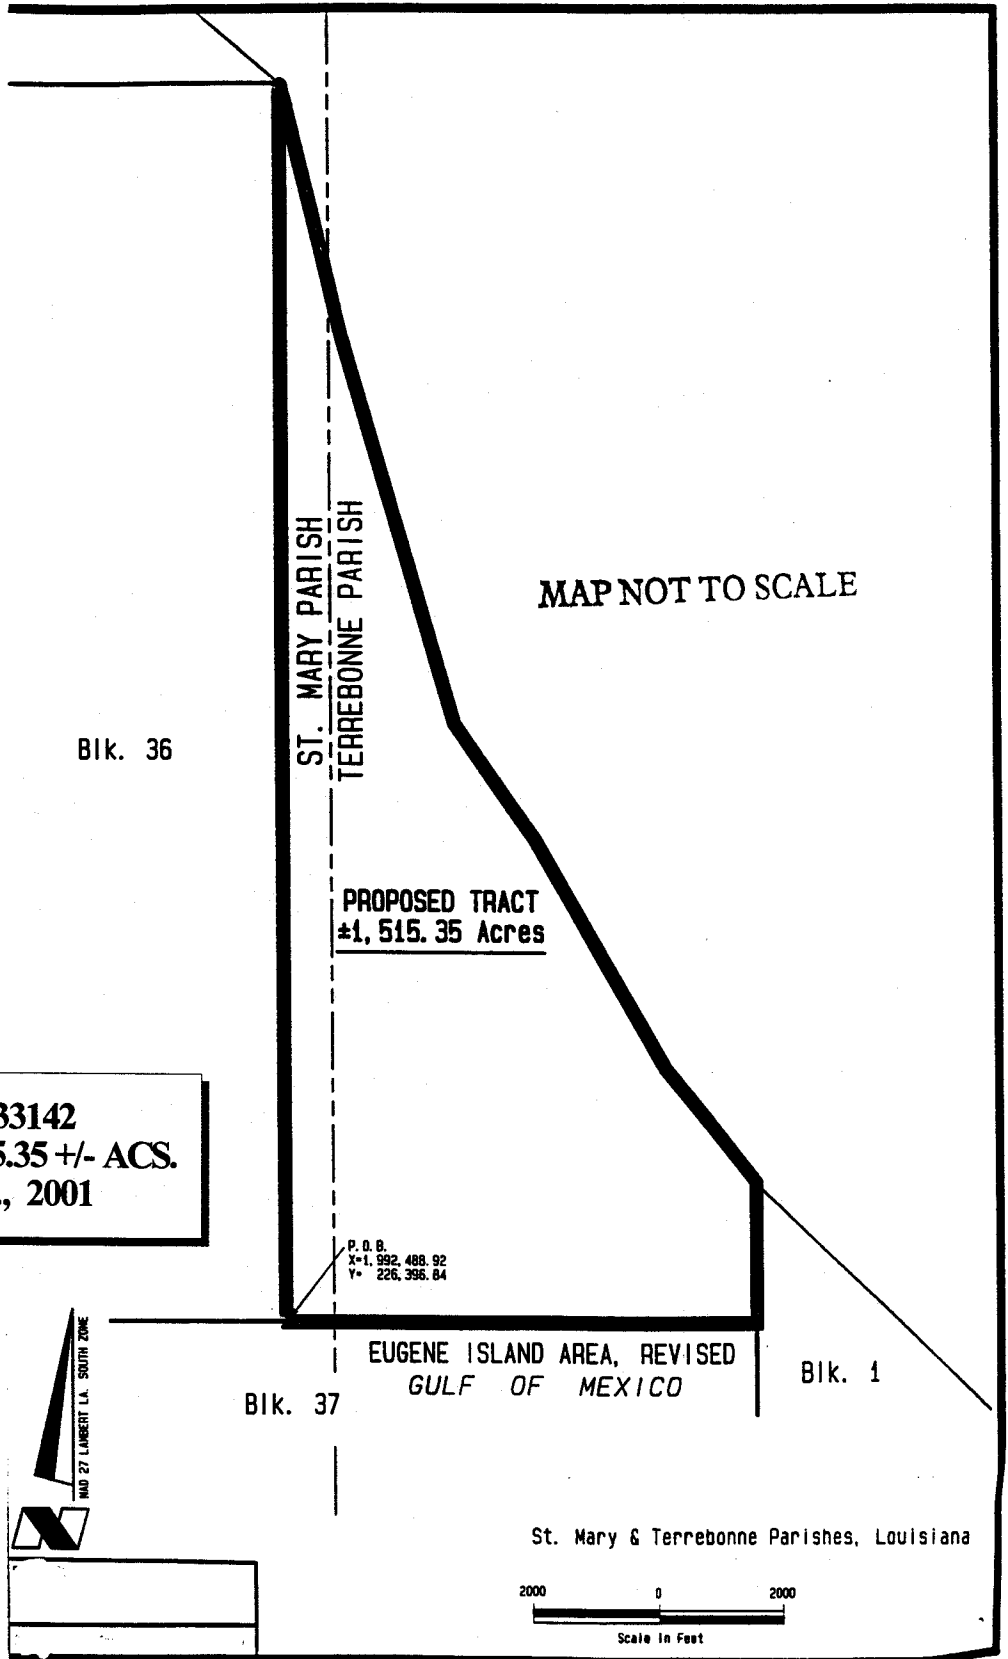 ST. MARY PARISH
TERREBONNE PARISH
MAP NOT TO SCALE
Blk. 36
PROPOSED TRACT
±1,515.35 Acres
33142
5.35 +/- ACS.
., 2001
P.O.B.
X=1,992,488.92
Y= 226,396.84
EUGENE ISLAND AREA, REVISED
GULF OF MEXICO
Blk. 1
Blk. 37
NAD 27 LAMBERT LA. SOUTH ZONE
St. Mary & Terrebonne Parishes, Louisiana
2000 0 2000
Scale in Feet